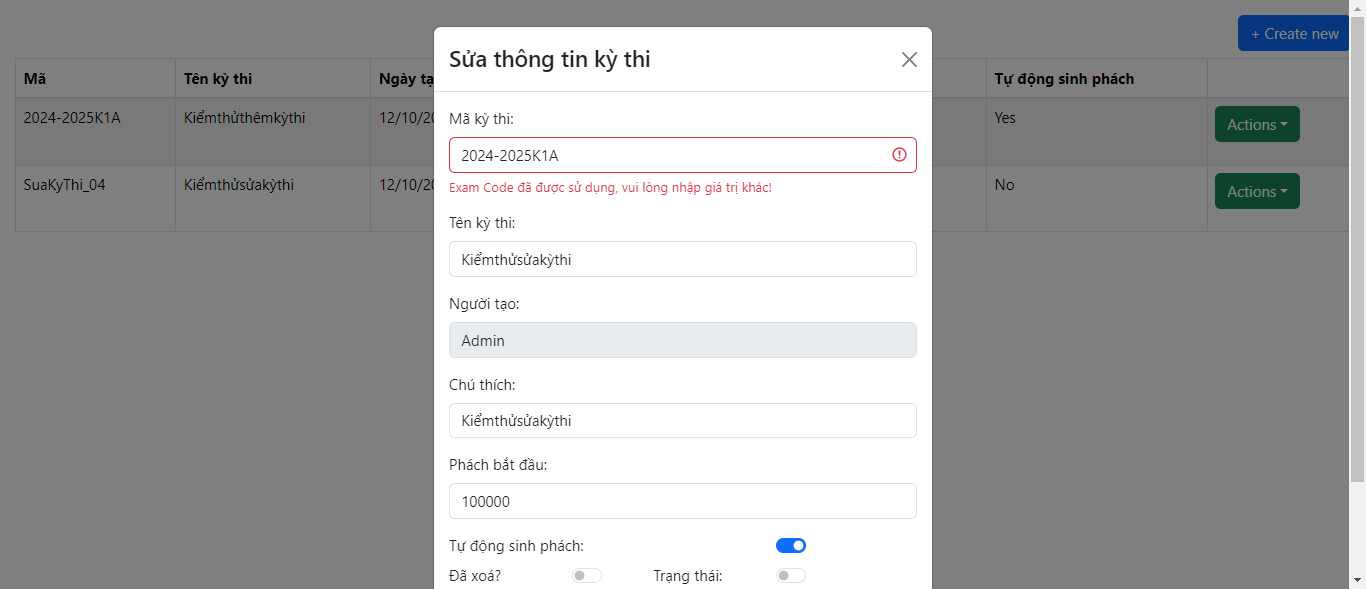 + Create new
Sửa thông tin kỳ thi
Mã Tên kỳ thi Ngày tạ Tự động sinh phách
2024-2025K1A Kiểmthửthêmkỳthi 12/10/20 Yes Actions
SuaKyThi_04 Kiểmthửsửakỳthi 12/10/20 No Actions
Mã kỳ thi:
2024-2025K1A
Exam Code đã được sử dụng, vui lòng nhập giá trị khác!
Tên kỳ thi:
Kiểmthửsửakỳthi
Người tạo:
Admin
Chú thích:
Kiểmthửsửakỳthi
Phách bắt đầu:
100000
Tự động sinh phách:
Đã xoá? Trạng thái: